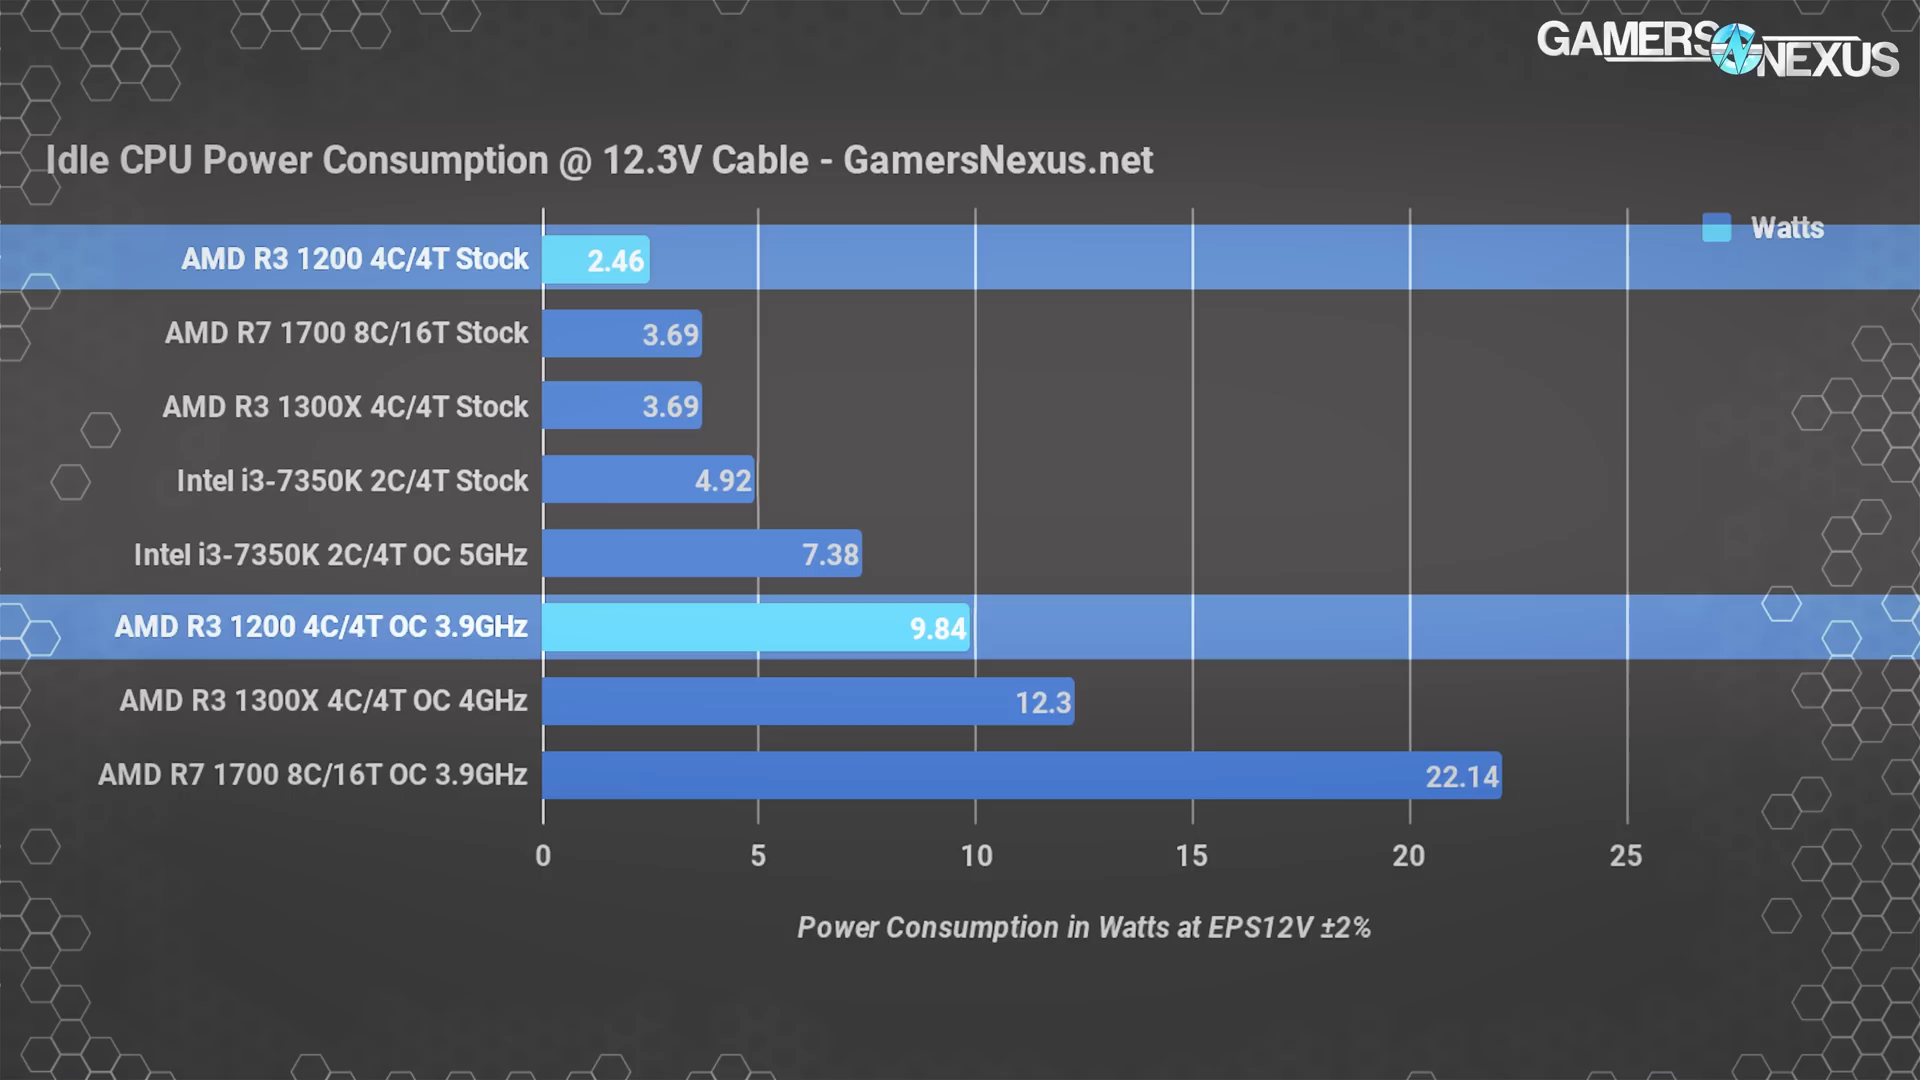 GAMERS NEXUS
Idle CPU Power Consumption @ 12.3V Cable - GamersNexus.net
Watts
AMD R3 1200 4C/4T Stock 2.46
AMD R7 1700 8C/16T Stock 3.69
AMD R3 1300X 4C/4T Stock 3.69
Intel i3-7350K 2C/4T Stock 4.92
Intel i3-7350K 2C/4T OC 5GHz 7.38
AMD R3 1200 4C/4T OC 3.9GHz 9.84
AMD R3 1300X 4C/4T OC 4GHz 12.3
AMD R7 1700 8C/16T OC 3.9GHz 22.14
0 5 10 15 20 25
Power Consumption in Watts at EPS12V ±2%